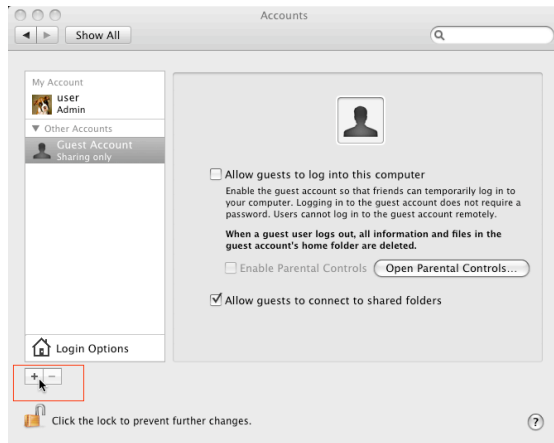 Accounts
Show All
My Account
user
Admin
Other Accounts
Guest Account
Sharing only
Allow guests to log into this computer
Enable the guest account so that friends can temporarily log in to
your computer. Logging in to the guest account does not require a
password. Users cannot log in to the guest account remotely.
When a guest user logs out, all information and files in the
guest account's home folder are deleted.
Enable Parental Controls Open Parental Controls...
Allow guests to connect to shared folders
Login Options
+ −
Click the lock to prevent further changes. ?